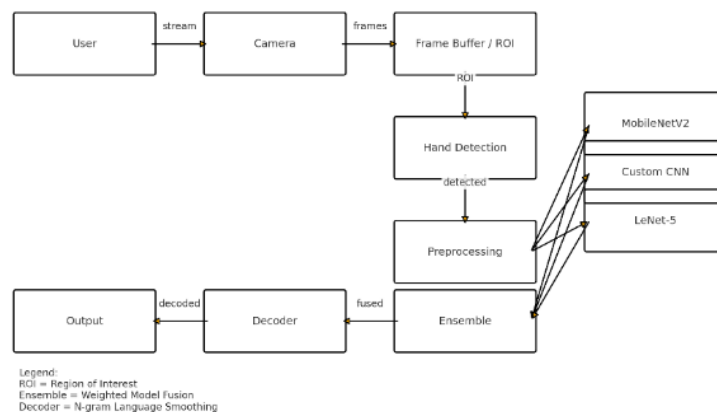 User
stream
Camera
frames
Frame Buffer / ROI
ROI
Hand Detection
detected
Preprocessing
MobileNetV2
Custom CNN
LeNet-5
Output
decoded
Decoder
fused
Ensemble
Legend:
ROI = Region of Interest
Ensemble = Weighted Model Fusion
Decoder = N-gram Language Smoothing